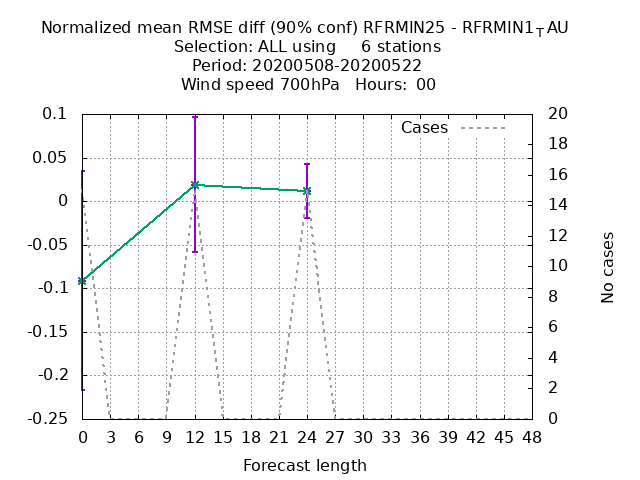 Normalized mean RMSE diff (90% conf) RFRMIN25 - RFRMIN1_TAU
Selection: ALL using     6 stations
Period: 20200508-20200522
Wind speed 700hPa   Hours: 00
Cases
0.1
0.05
0
-0.05
-0.1
-0.15
-0.2
-0.25
20
18
16
14
12
10
8
6
4
2
0
No cases
0 3 6 9 12 15 18 21 24 27 30 33 36 39 42 45 48
Forecast length